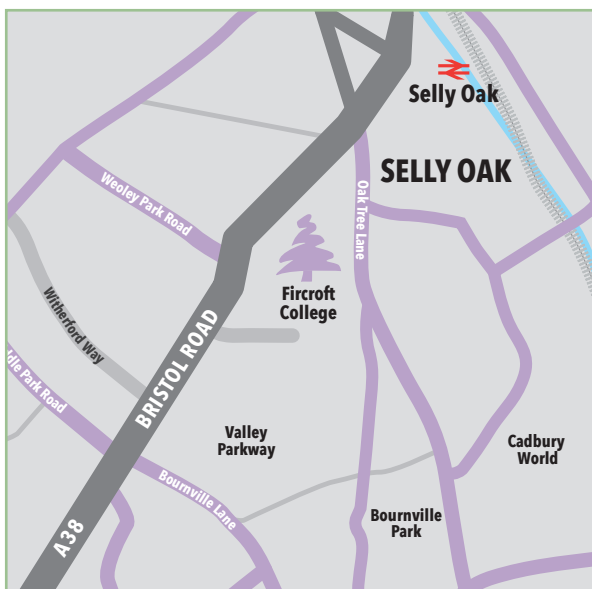 Selly Oak
SELLY OAK
Weoley Park Road
Oak Tree Lane
Fircroft
College
Witherford Way
BRISTOL ROAD
ddle Park Road
Valley
Parkway
Cadbury
World
Bournville Lane
Bournville
Park
A38